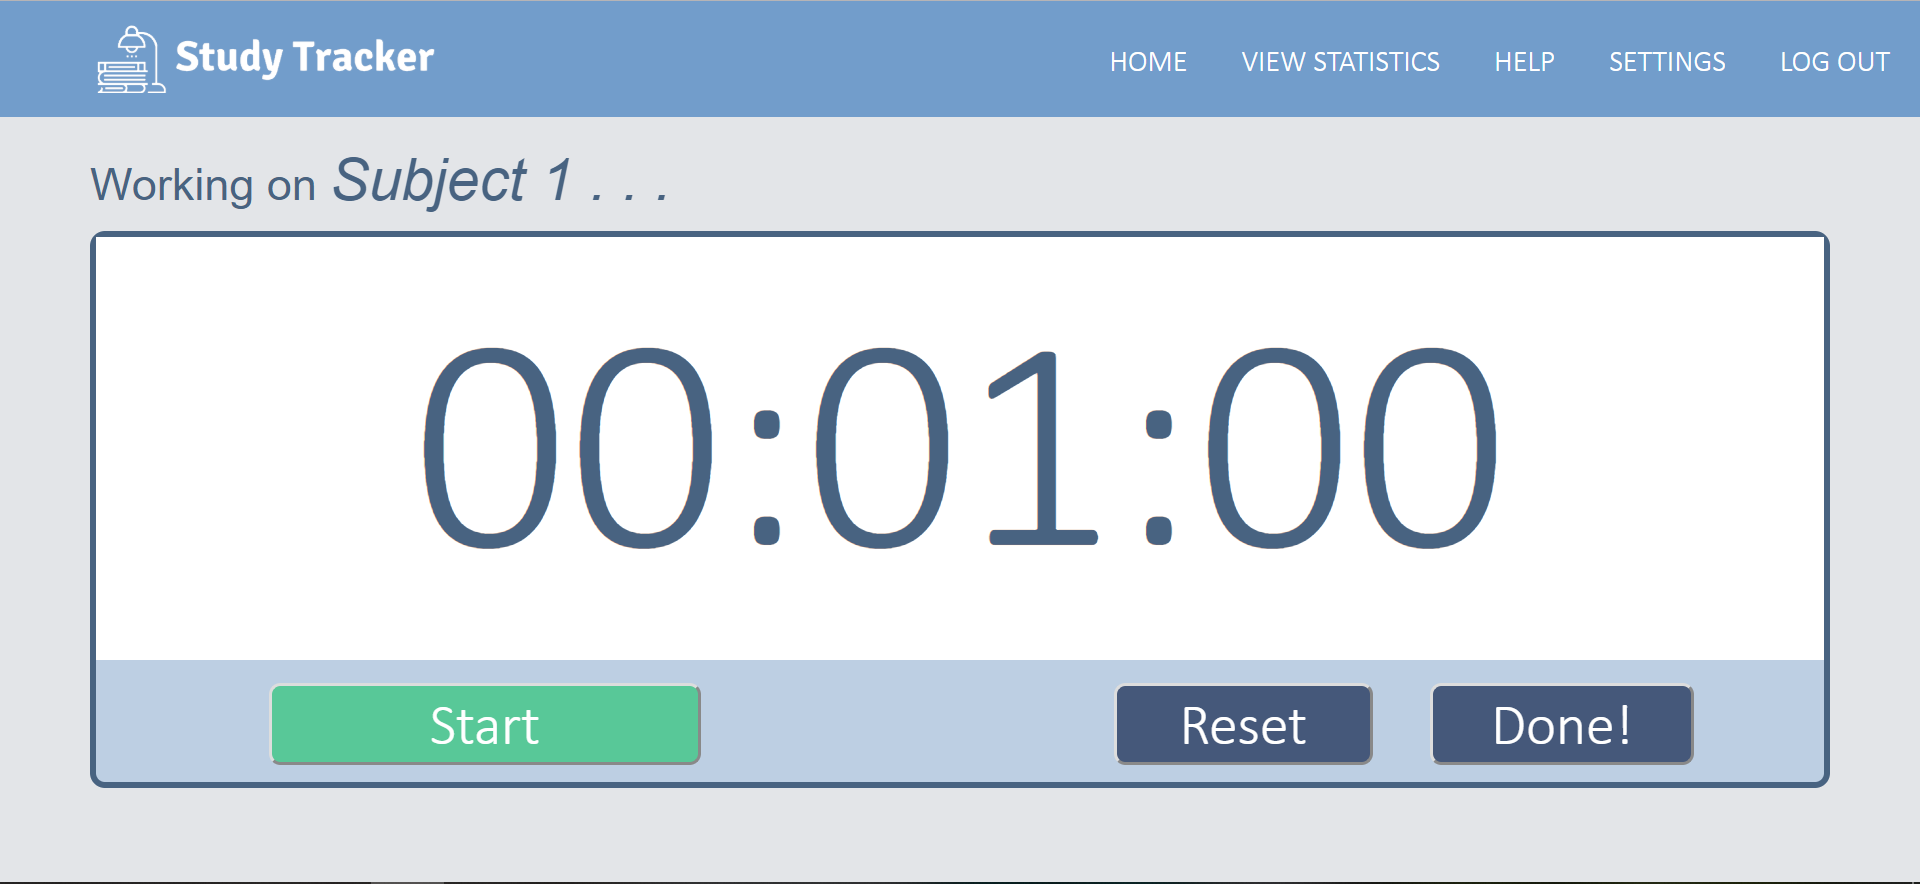 Study Tracker
HOME VIEW STATISTICS HELP SETTINGS LOG OUT
Working on Subject 1 . . .
00:01:00
Start Reset Done!